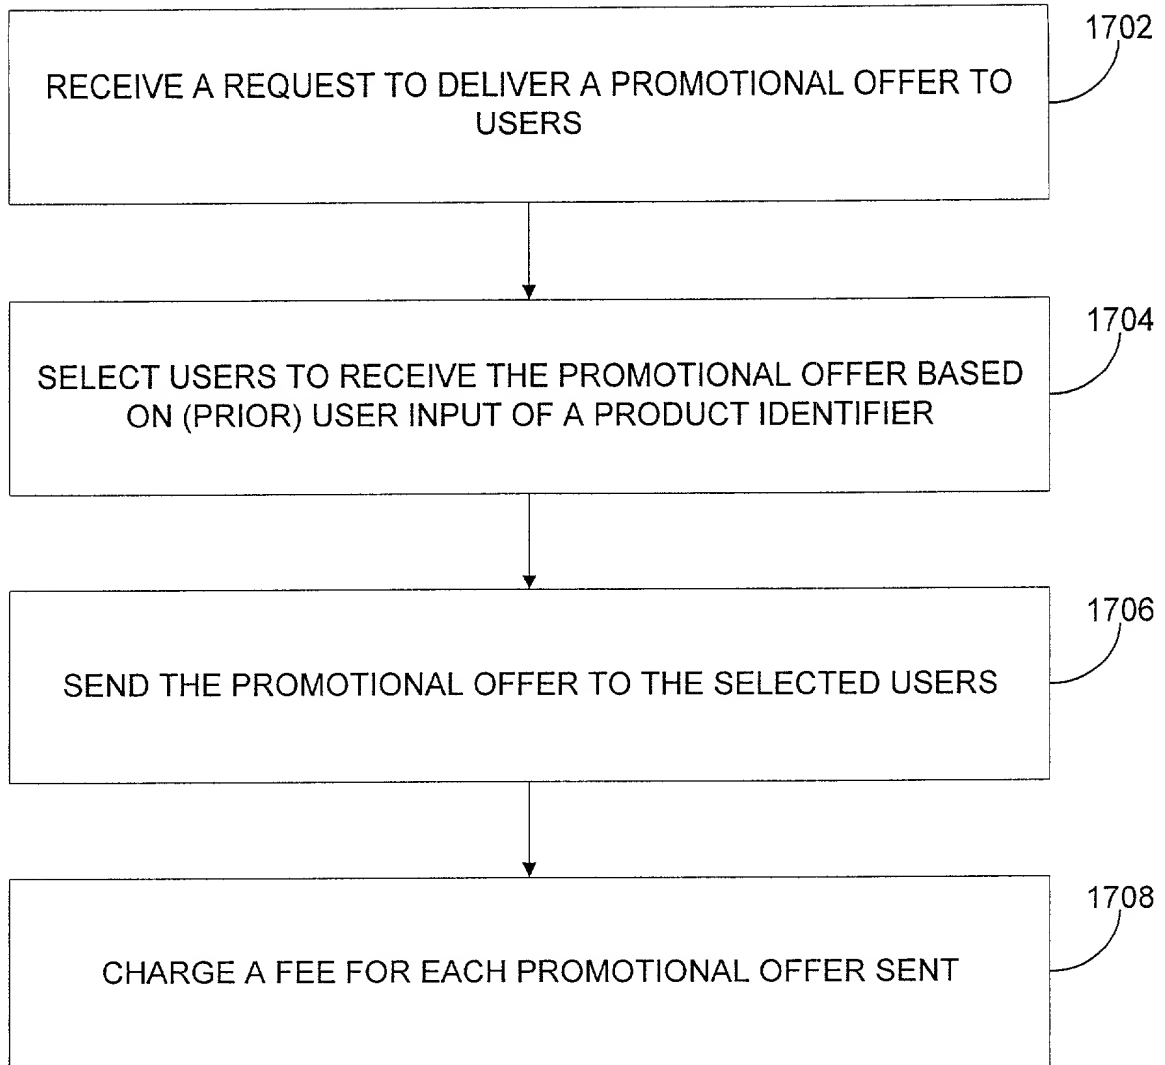 1702
RECEIVE A REQUEST TO DELIVER A PROMOTIONAL OFFER TO
USERS
1704
SELECT USERS TO RECEIVE THE PROMOTIONAL OFFER BASED
ON (PRIOR) USER INPUT OF A PRODUCT IDENTIFIER
1706
SEND THE PROMOTIONAL OFFER TO THE SELECTED USERS
1708
CHARGE A FEE FOR EACH PROMOTIONAL OFFER SENT